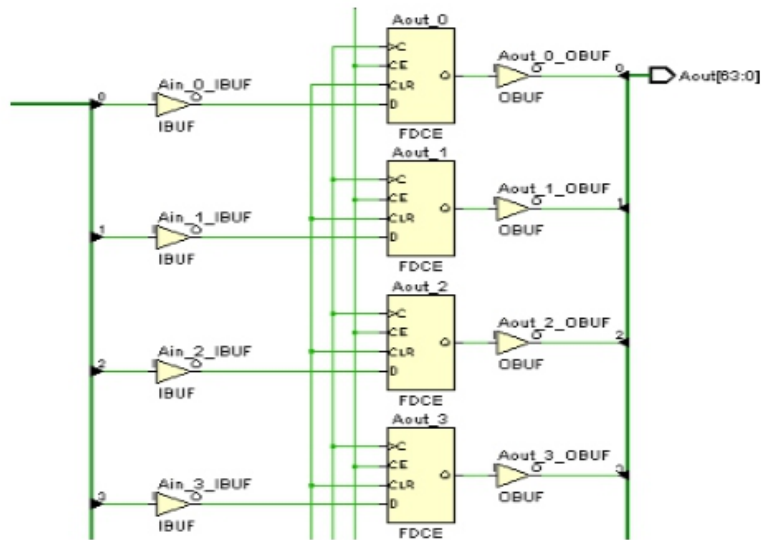 Aout_0
>C
CE
CLR
D
O
FDCE
Ain_0_IBUF
I
O
IBUF
Aout_0_OBUF
I
O
OBUF
0
0
Aout[63:0]
Aout_1
>C
CE
CLR
D
O
FDCE
Ain_1_IBUF
I
O
IBUF
Aout_1_OBUF
I
O
OBUF
1
1
Aout_2
>C
CE
CLR
D
O
FDCE
Ain_2_IBUF
I
O
IBUF
Aout_2_OBUF
I
O
OBUF
2
2
Aout_3
>C
CE
CLR
D
O
FDCE
Ain_3_IBUF
I
O
IBUF
Aout_3_OBUF
I
O
OBUF
3
3